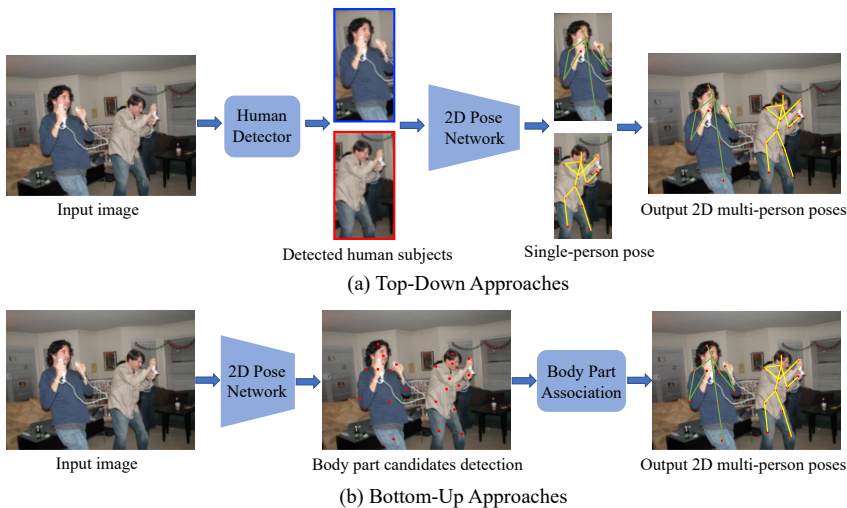 Human
Detector
2D Pose
Network
Input image
Output 2D multi-person poses
Detected human subjects
Single-person pose
(a) Top-Down Approaches
2D Pose
Network
Body Part
Association
Input image
Body part candidates detection
Output 2D multi-person poses
(b) Bottom-Up Approaches